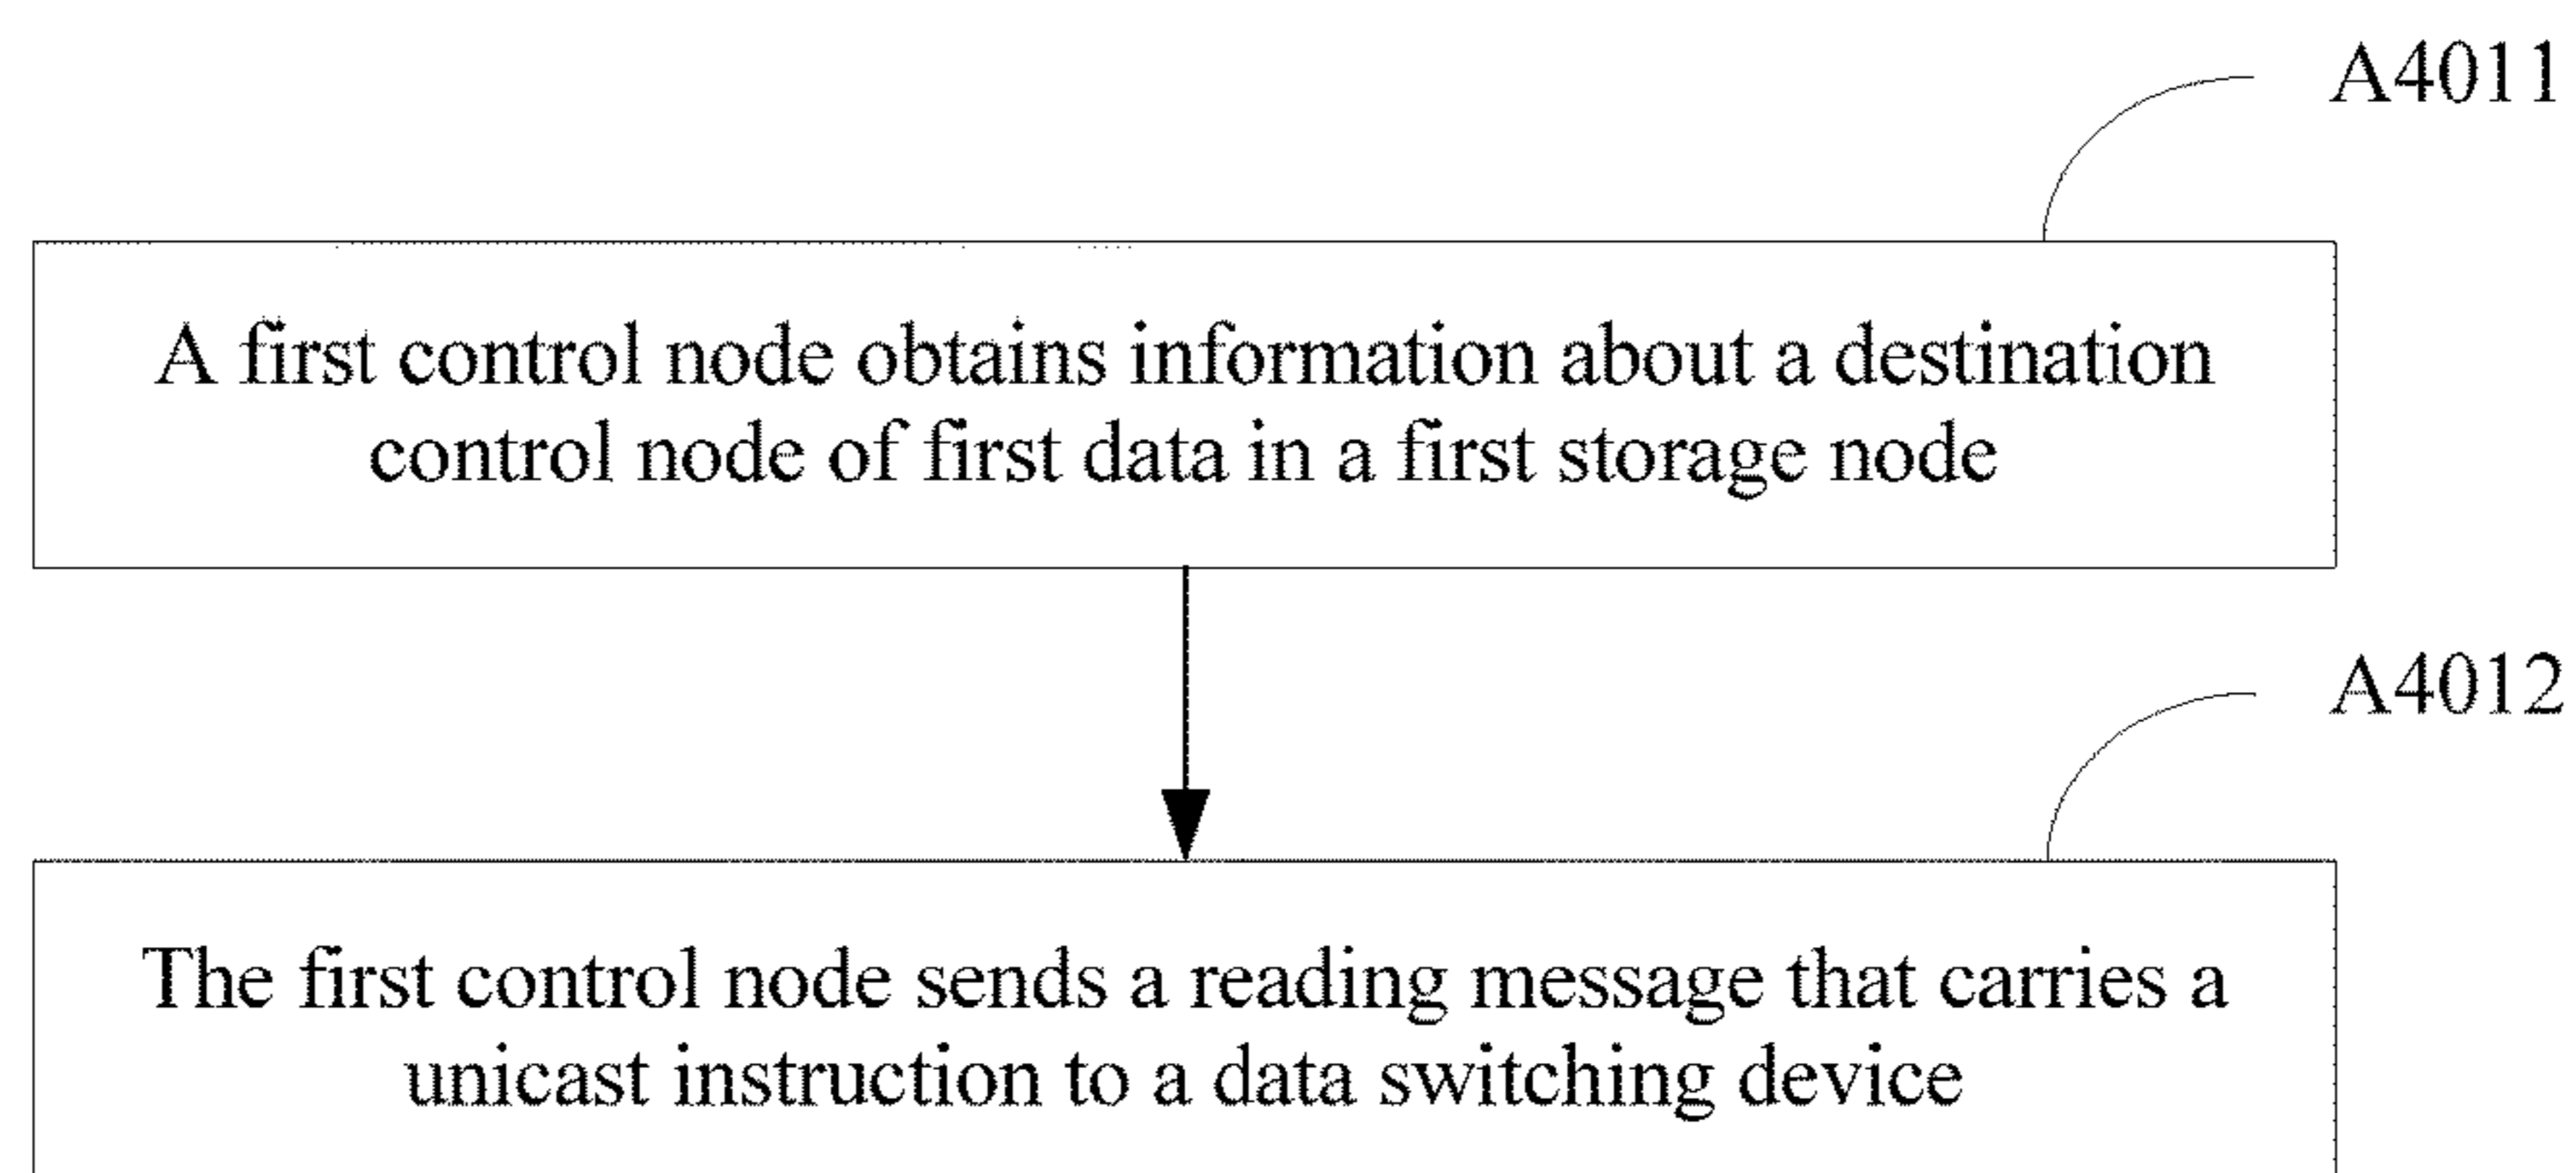 A4011
A first control node obtains information about a destination
control node of first data in a first storage node
A4012
The first control node sends a reading message that carries a
unicast instruction to a data switching device